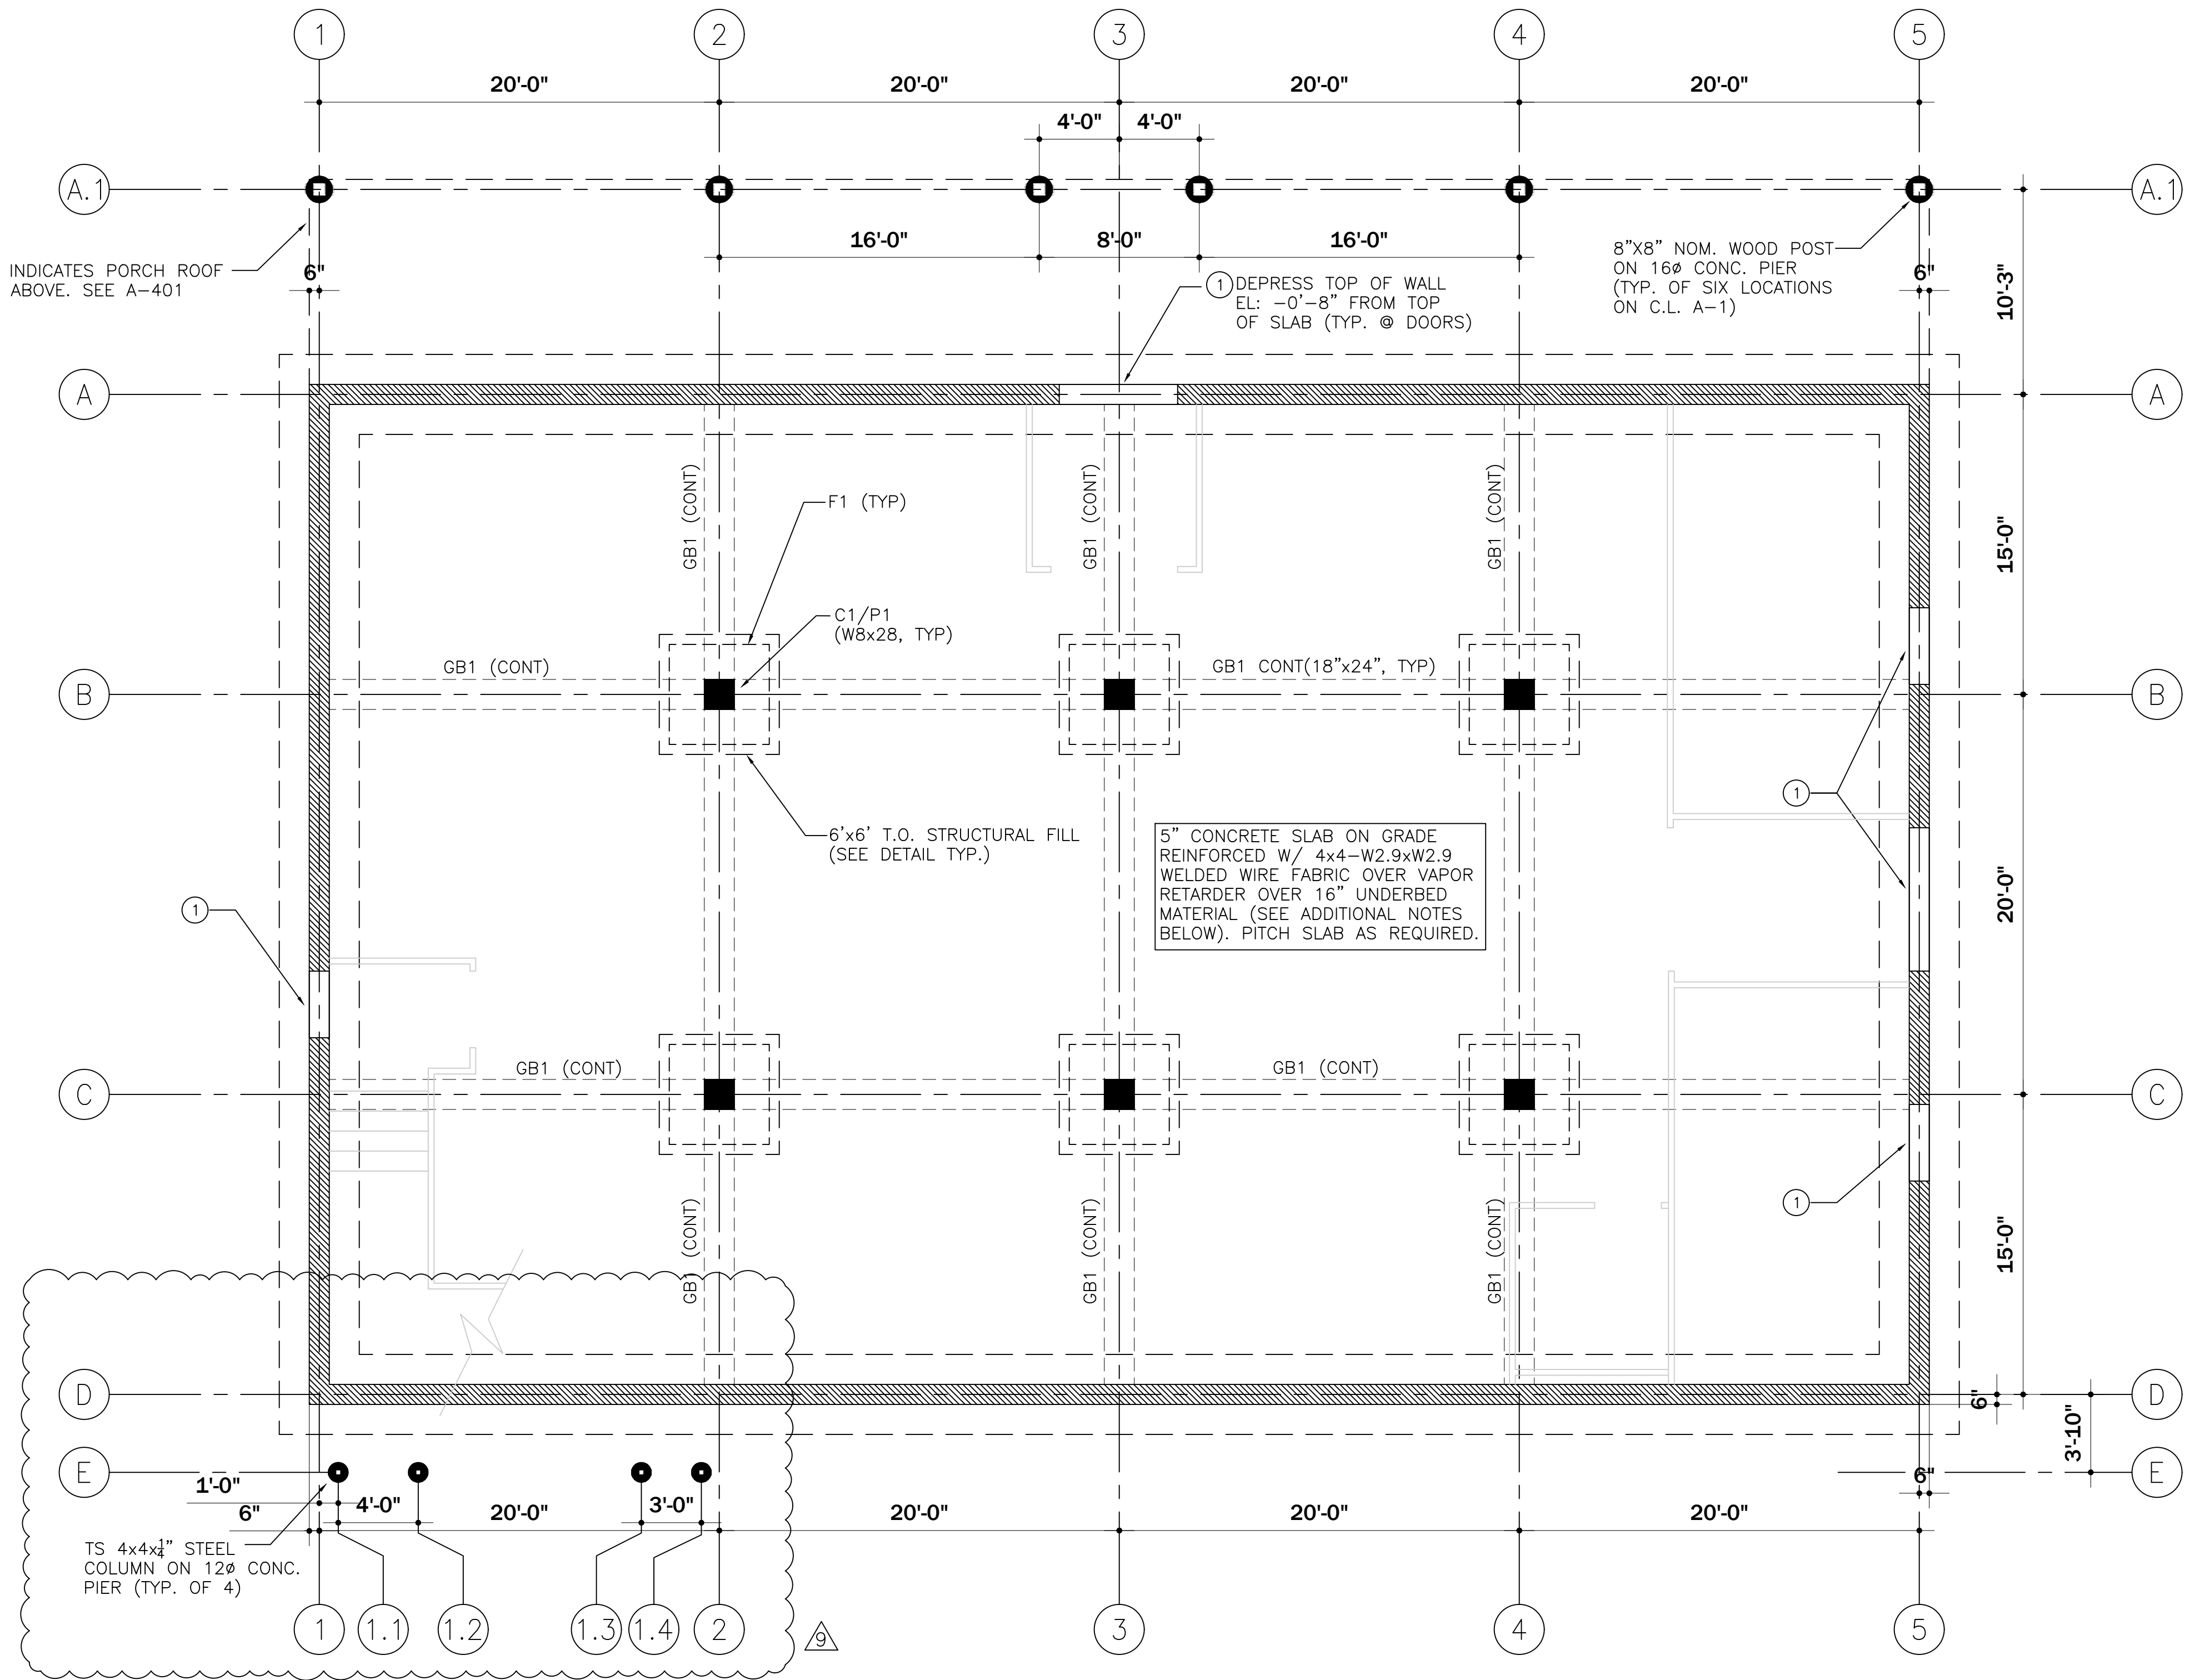 1
2
3
4
5
20'-0"
20'-0"
20'-0"
20'-0"
4'-0"
4'-0"
A.1
A.1
16'-0"
8'-0"
16'-0"
INDICATES PORCH ROOF
ABOVE. SEE A-401
6"
8"X8" NOM. WOOD POST
ON 16ø CONC. PIER
(TYP. OF SIX LOCATIONS
ON C.L. A-1)
6"
10'-3"
1
DEPRESS TOP OF WALL
EL: -0'-8" FROM TOP
OF SLAB (TYP. @ DOORS)
A
A
GB1 (CONT)
GB1 (CONT)
GB1 (CONT)
F1 (TYP)
15'-0"
C1/P1
(W8x28, TYP)
GB1 (CONT)
GB1 CONT(18"x24", TYP)
B
B
1
6'x6' T.O. STRUCTURAL FILL
(SEE DETAIL TYP.)
5" CONCRETE SLAB ON GRADE
REINFORCED W/ 4x4-W2.9xW2.9
WELDED WIRE FABRIC OVER VAPOR
RETARDER OVER 16" UNDERBED
MATERIAL (SEE ADDITIONAL NOTES
BELOW). PITCH SLAB AS REQUIRED.
20'-0"
1
GB1 (CONT)
GB1 (CONT)
C
C
1
GB1 (CONT)
GB1 (CONT)
GB1 (CONT)
15'-0"
D
D
6"
3'-10"
E
E
1'-0"
6"
4'-0"
20'-0"
3'-0"
20'-0"
20'-0"
20'-0"
6"
TS 4x4x¼" STEEL
COLUMN ON 12ø CONC.
PIER (TYP. OF 4)
1
1.1
1.2
1.3
1.4
2
9
3
4
5